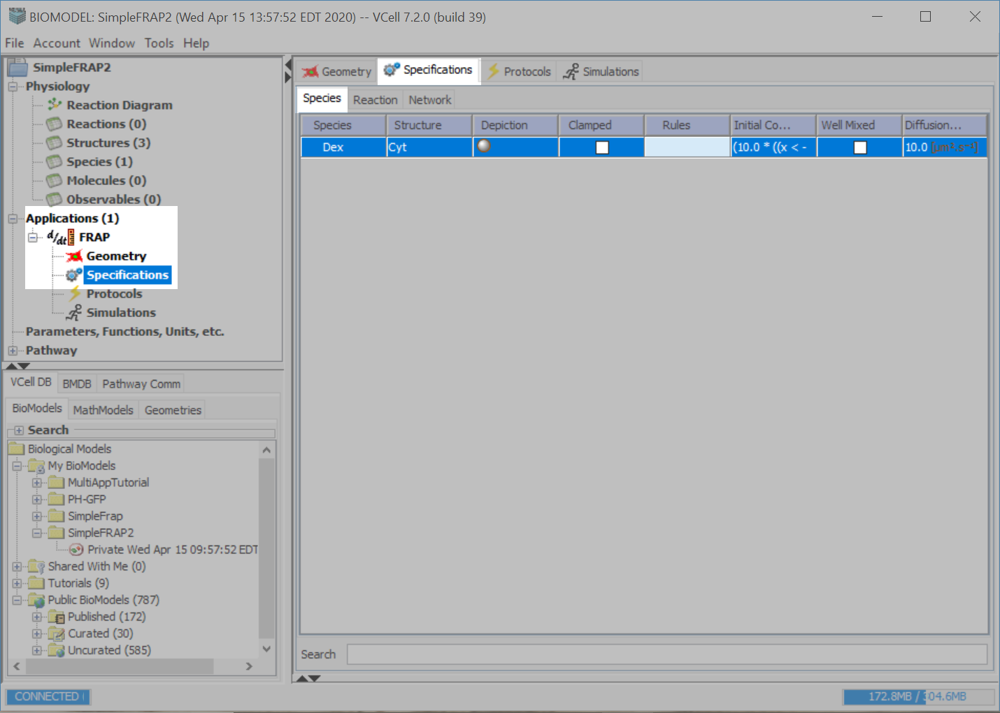 BIOMODEL: SimpleFRAP2 (Wed Apr 15 13:57:52 EDT 2020) -- VCell 7.2.0 (build 39)
File Account Window Tools Help
SimpleFRAP2
Physiology
Reaction Diagram
Reactions (0)
Structures (3)
Species (1)
Molecules (0)
Observables (0)
Applications (1)
d/dt FRAP
Geometry
Specifications
Protocols
Simulations
Parameters, Functions, Units, etc.
Pathway
VCell DB BMDB Pathway Comm
BioModels MathModels Geometries
Search
Biological Models
My BioModels
MultiAppTutorial
PH-GFP
SimpleFrap
SimpleFRAP2
Private Wed Apr 15 09:57:52 EDT
Shared With Me (0)
Tutorials (9)
Public BioModels (787)
Published (172)
Curated (30)
Uncurated (585)
CONNECTED
Geometry Specifications Protocols Simulations
Species Reaction Network
Species Structure Depiction Clamped Rules Initial Co... Well Mixed Diffusion...
Dex Cyt (10.0 * ((x < - 10.0 [µm².s⁻¹]
Search
172.8MB / 304.6MB